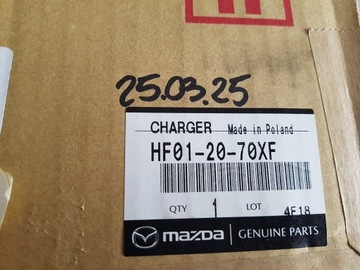 25.03.25
CHARGER Made in Poland
HF01-20-70XF
QTY 1 LOT 4F18
mazda GENUINE PARTS